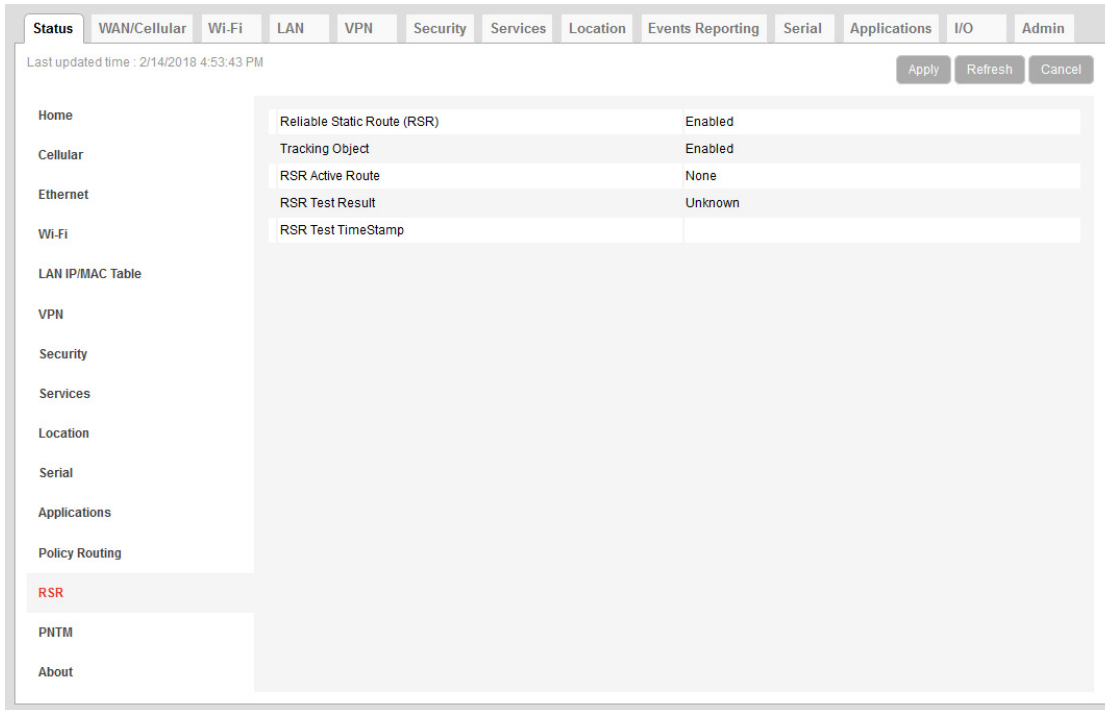 Status WAN/Cellular Wi-Fi LAN VPN Security Services Location Events Reporting Serial Applications I/O Admin
Last updated time : 2/14/2018 4:53:43 PM
Apply Refresh Cancel
Home
Cellular
Ethernet
Wi-Fi
LAN IP/MAC Table
VPN
Security
Services
Location
Serial
Applications
Policy Routing
RSR
PNTM
About
Reliable Static Route (RSR) Enabled
Tracking Object Enabled
RSR Active Route None
RSR Test Result Unknown
RSR Test TimeStamp